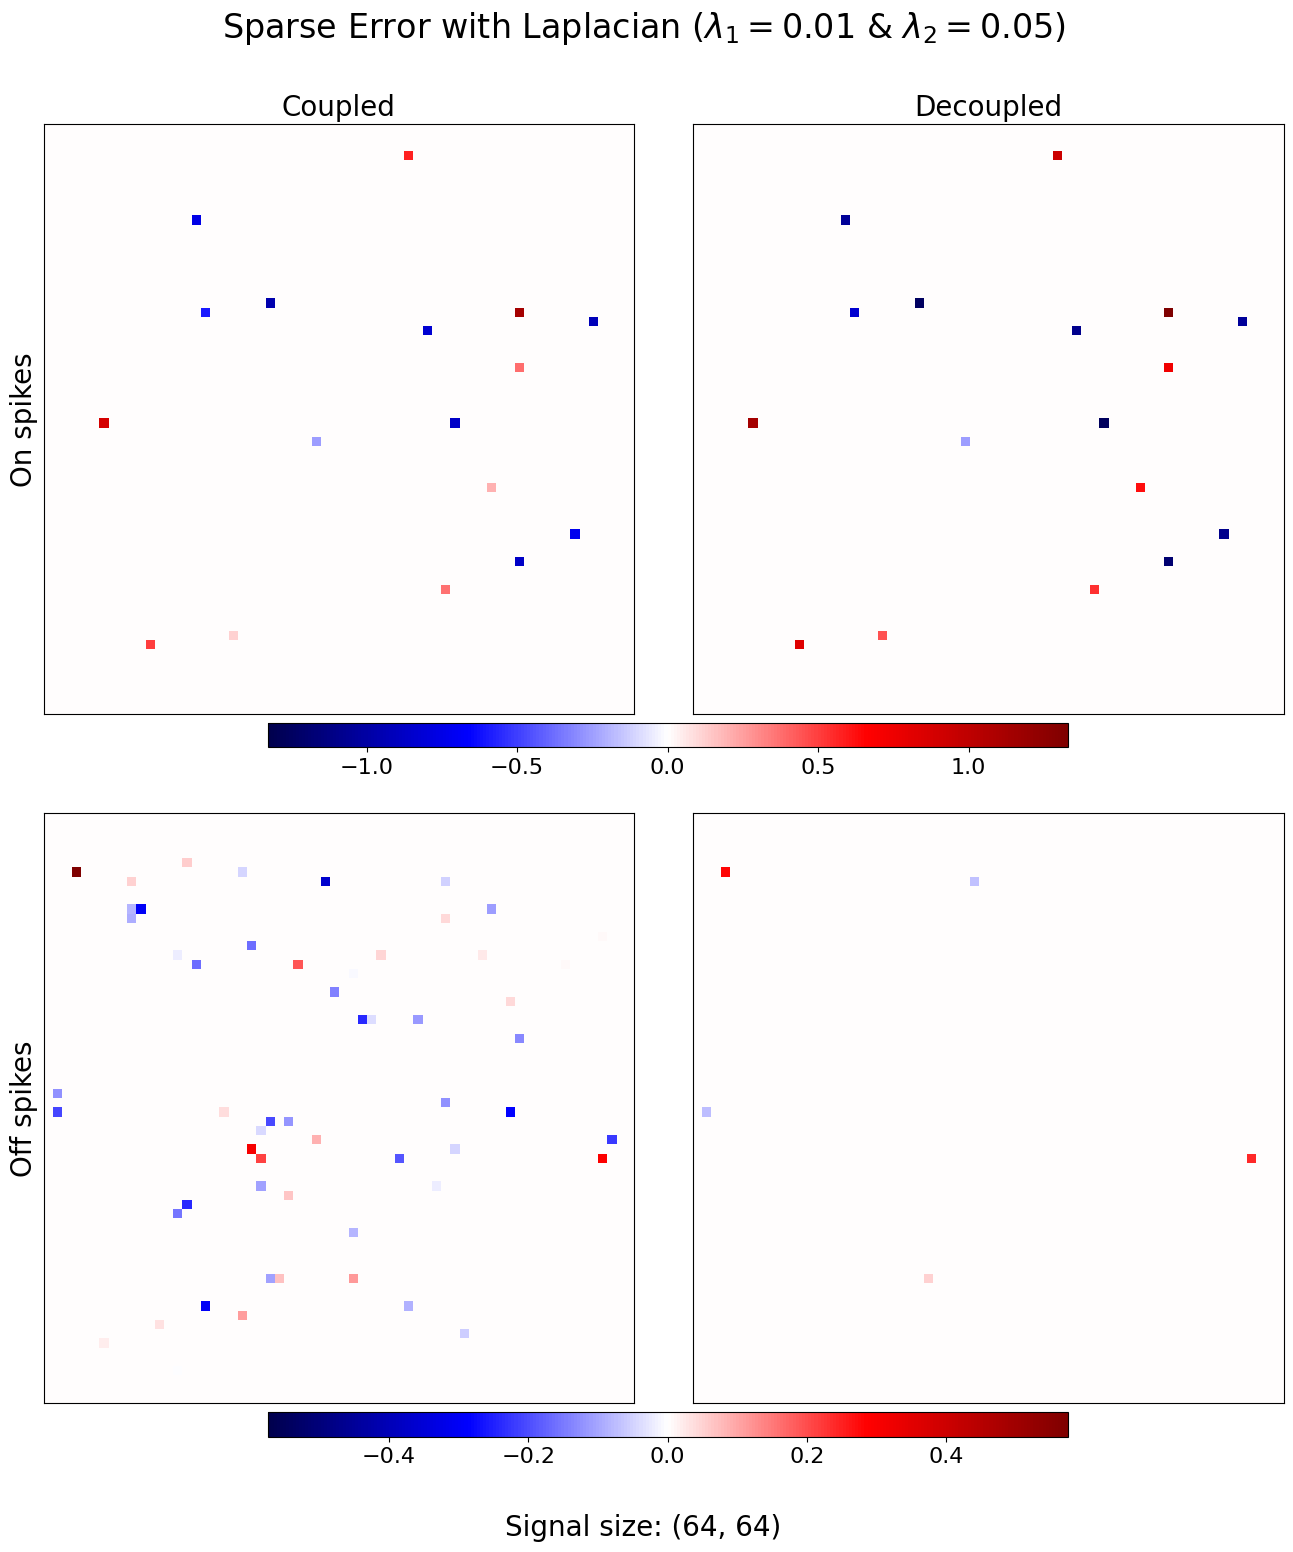 Sparse Error with Laplacian (λ₁ = 0.01 & λ₂ = 0.05)
Coupled
Decoupled
On spikes
−1.0 −0.5 0.0 0.5 1.0
Off spikes
−0.4 −0.2 0.0 0.2 0.4
Signal size: (64, 64)